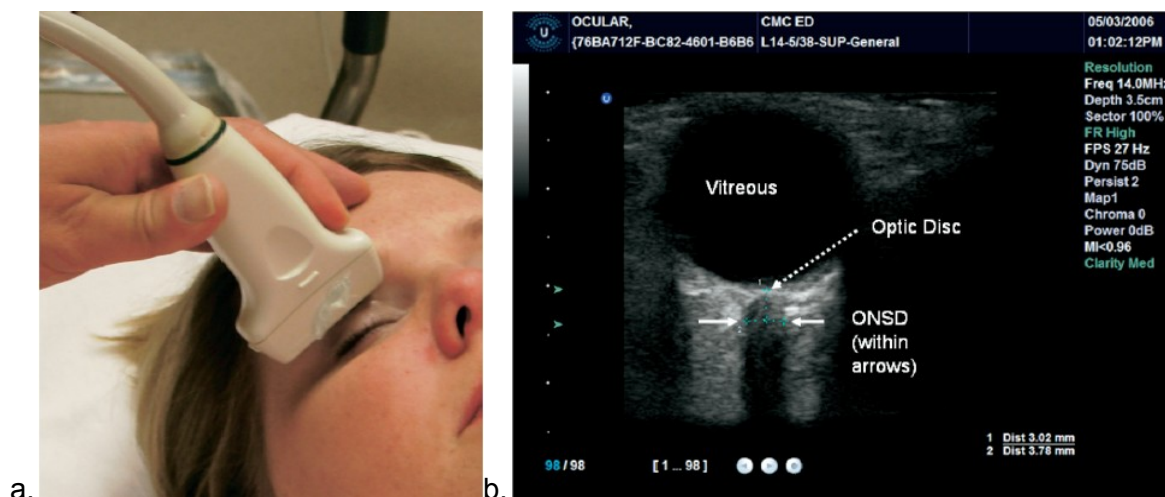 OCULAR,
{76BA712F-BC82-4601-B6B6
CMC ED
L14-5/38-SUP-General
05/03/2006
01:02:12PM
U
Resolution
Freq 14.0MHz
Depth 3.5cm
Sector 100%
FR High
FPS 27 Hz
Dyn 75dB
Persist 2
Map1
Chroma 0
Power 0dB
MI<0.96
Clarity Med
Vitreous
Optic Disc
ONSD
(within
arrows)
1 Dist 3.02 mm
2 Dist 3.78 mm
98 / 98 [ 1 ... 98 ]
a.
b.